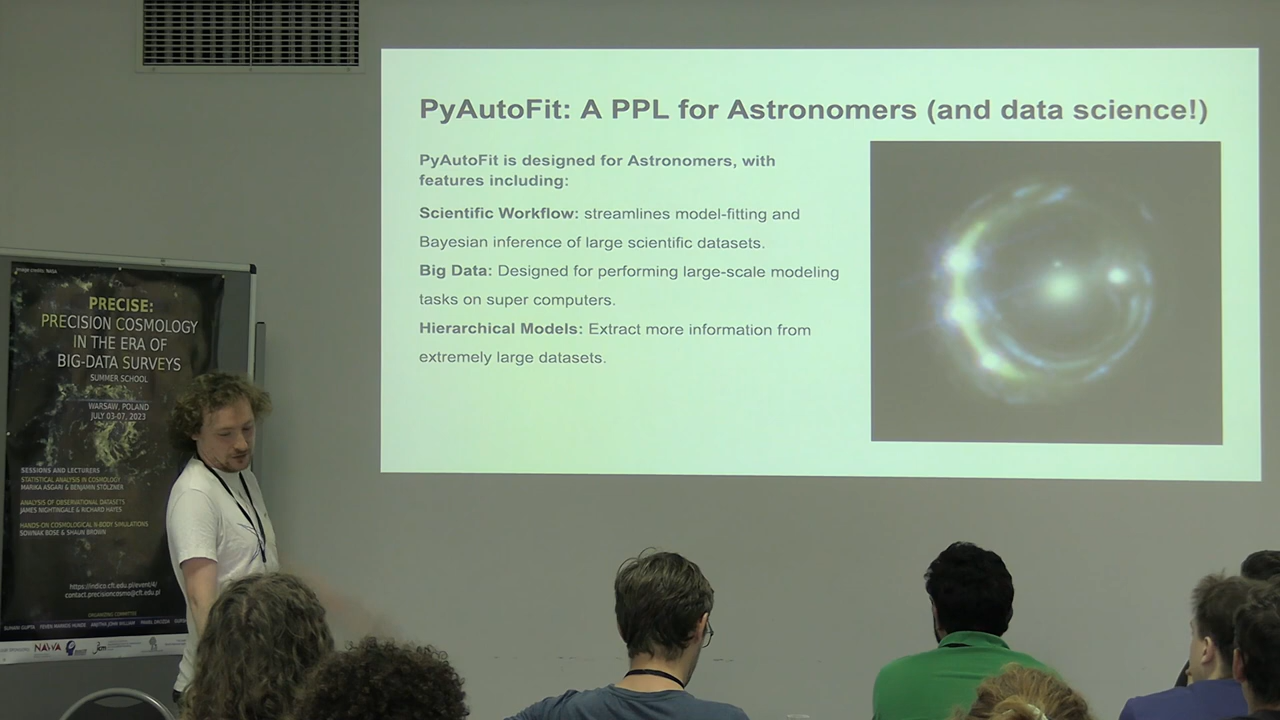 PyAutoFit: A PPL for Astronomers (and data science!)
PyAutoFit is designed for Astronomers, with
features including:
Scientific Workflow: streamlines model-fitting and
Bayesian inference of large scientific datasets.
Big Data: Designed for performing large-scale modeling
tasks on super computers.
Hierarchical Models: Extract more information from
extremely large datasets.
PRECISE:
PRECISION COSMOLOGY
IN THE ERA OF
BIG-DATA SURVEYS
SUMMER SCHOOL
WARSAW, POLAND
JULY 03-07, 2023
SESSIONS AND LECTURERS
STATISTICAL ANALYSIS IN COSMOLOGY
MARIKA ASGARI & BENJAMIN STÖLZNER
ANALYSIS OF OBSERVATIONAL DATASETS
JAMES NIGHTINGALE & RICHARD HAYES
HANDS-ON COSMOLOGICAL N-BODY SIMULATIONS
SOWNAK BOSE & SHAUN BROWN
https://indico.cft.edu.pl/event/4/
contact.precisioncosmo@cft.edu.pl
ORGANIZING COMMITTEE
NAWA